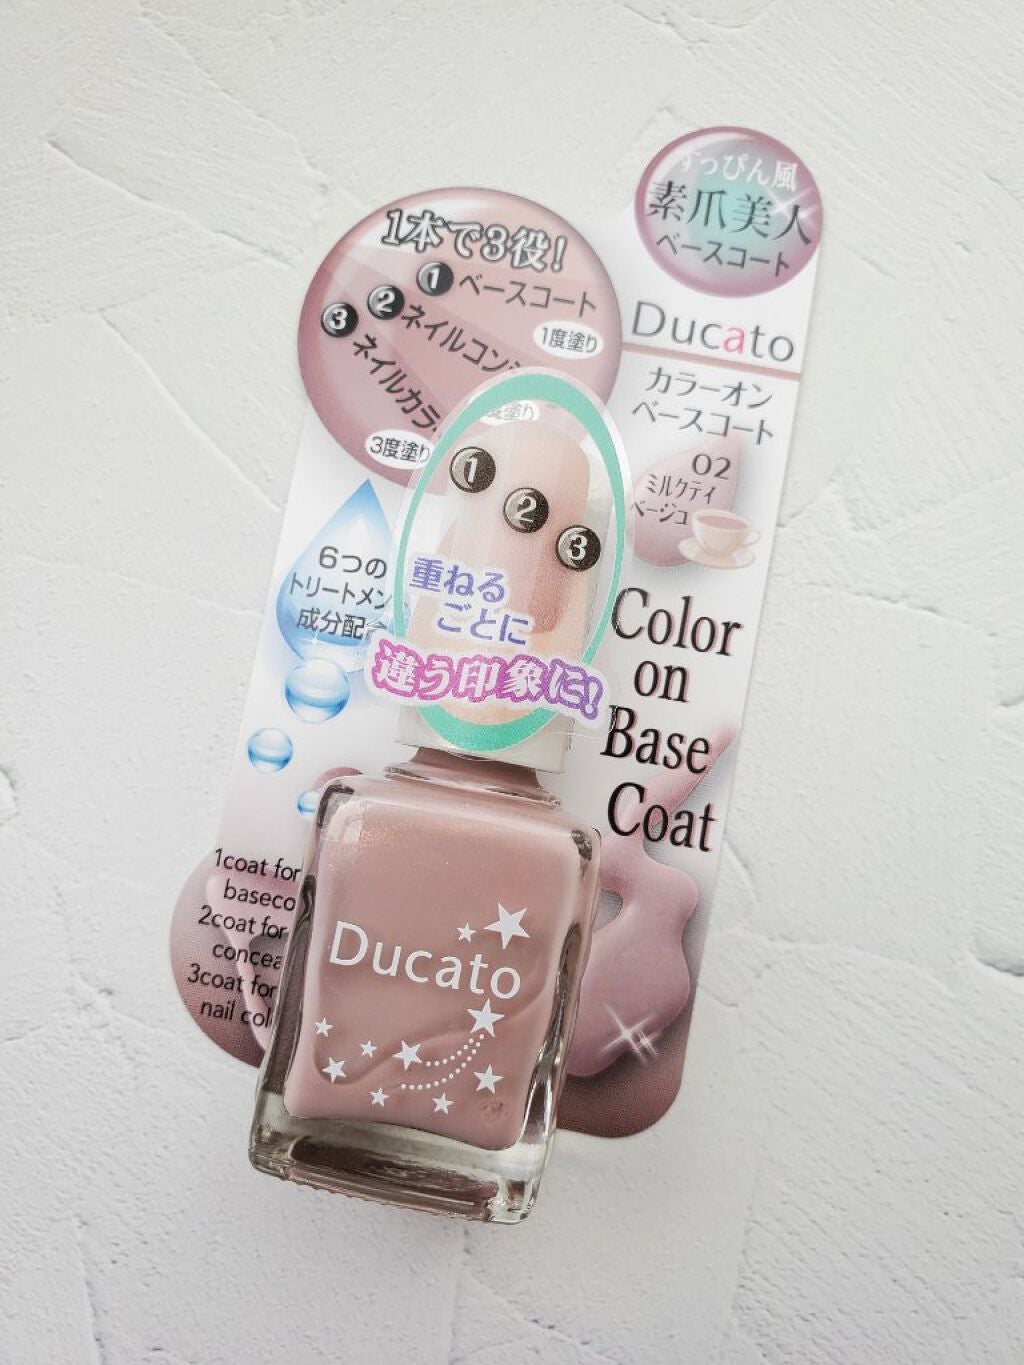 すっぴん風
素爪美人
ベースコート
1本で3役!
1 ベースコート
1度塗り
2 ネイルコン
度塗り
3 ネイルカラ
3度塗り
Ducato
カラーオン
ベースコート
02
ミルクティ
ベージュ
1
2
3
重ねる
ごとに
違う印象に!
6つの
トリートメン
成分配合
Color
on
Base
Coat
1coat for
baseco
2coat for
concea
3coat for
nail col
Ducato